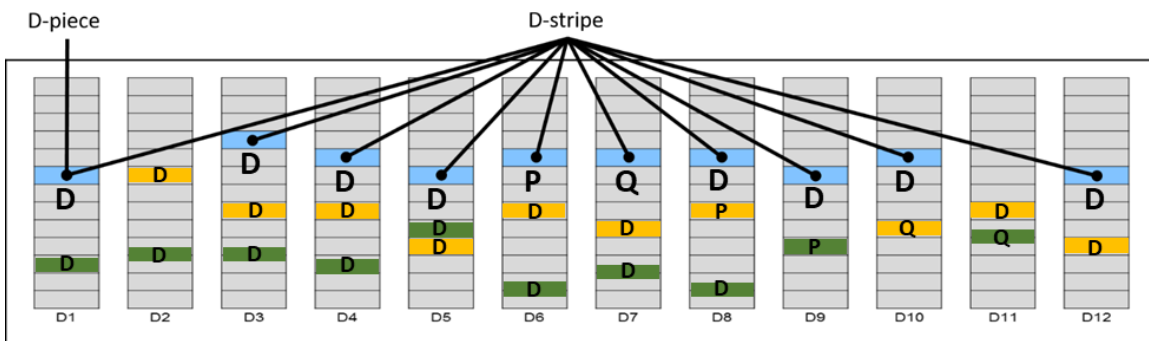 D-piece D-stripe
D
D D P Q D D
D D D D
D D D P D
D D Q Q
D P D
D D
D D D
D D
D1 D2 D3 D4 D5 D6 D7 D8 D9 D10 D11 D12